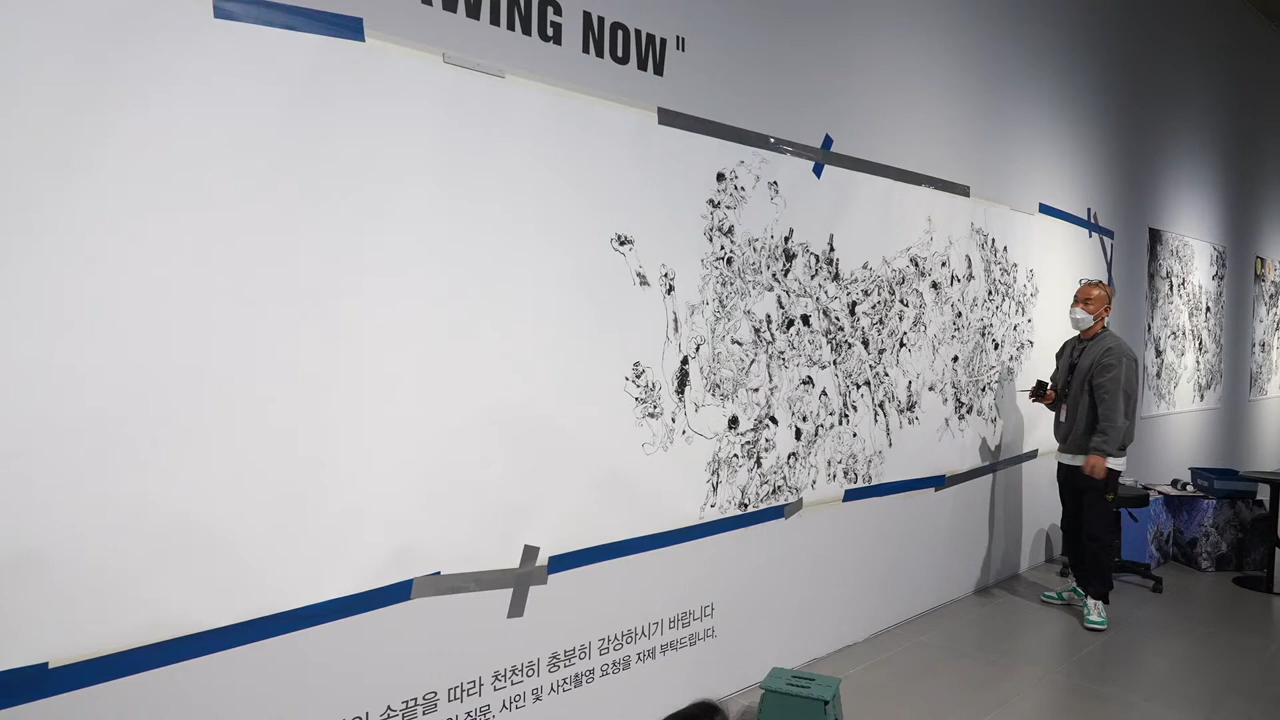 WING NOW"
손끝을 따라 천천히 충분히 감상하시기 바랍니다
질문, 사인 및 사진촬영 요청을 자제 부탁드립니다.